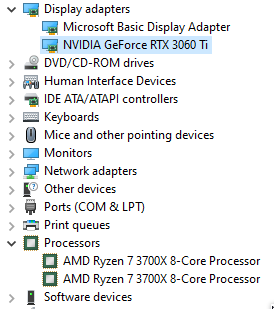 Display adapters
Microsoft Basic Display Adapter
NVIDIA GeForce RTX 3060 Ti
DVD/CD-ROM drives
Human Interface Devices
IDE ATA/ATAPI controllers
Keyboards
Mice and other pointing devices
Monitors
Network adapters
Other devices
Ports (COM & LPT)
Print queues
Processors
AMD Ryzen 7 3700X 8-Core Processor
AMD Ryzen 7 3700X 8-Core Processor
Software devices